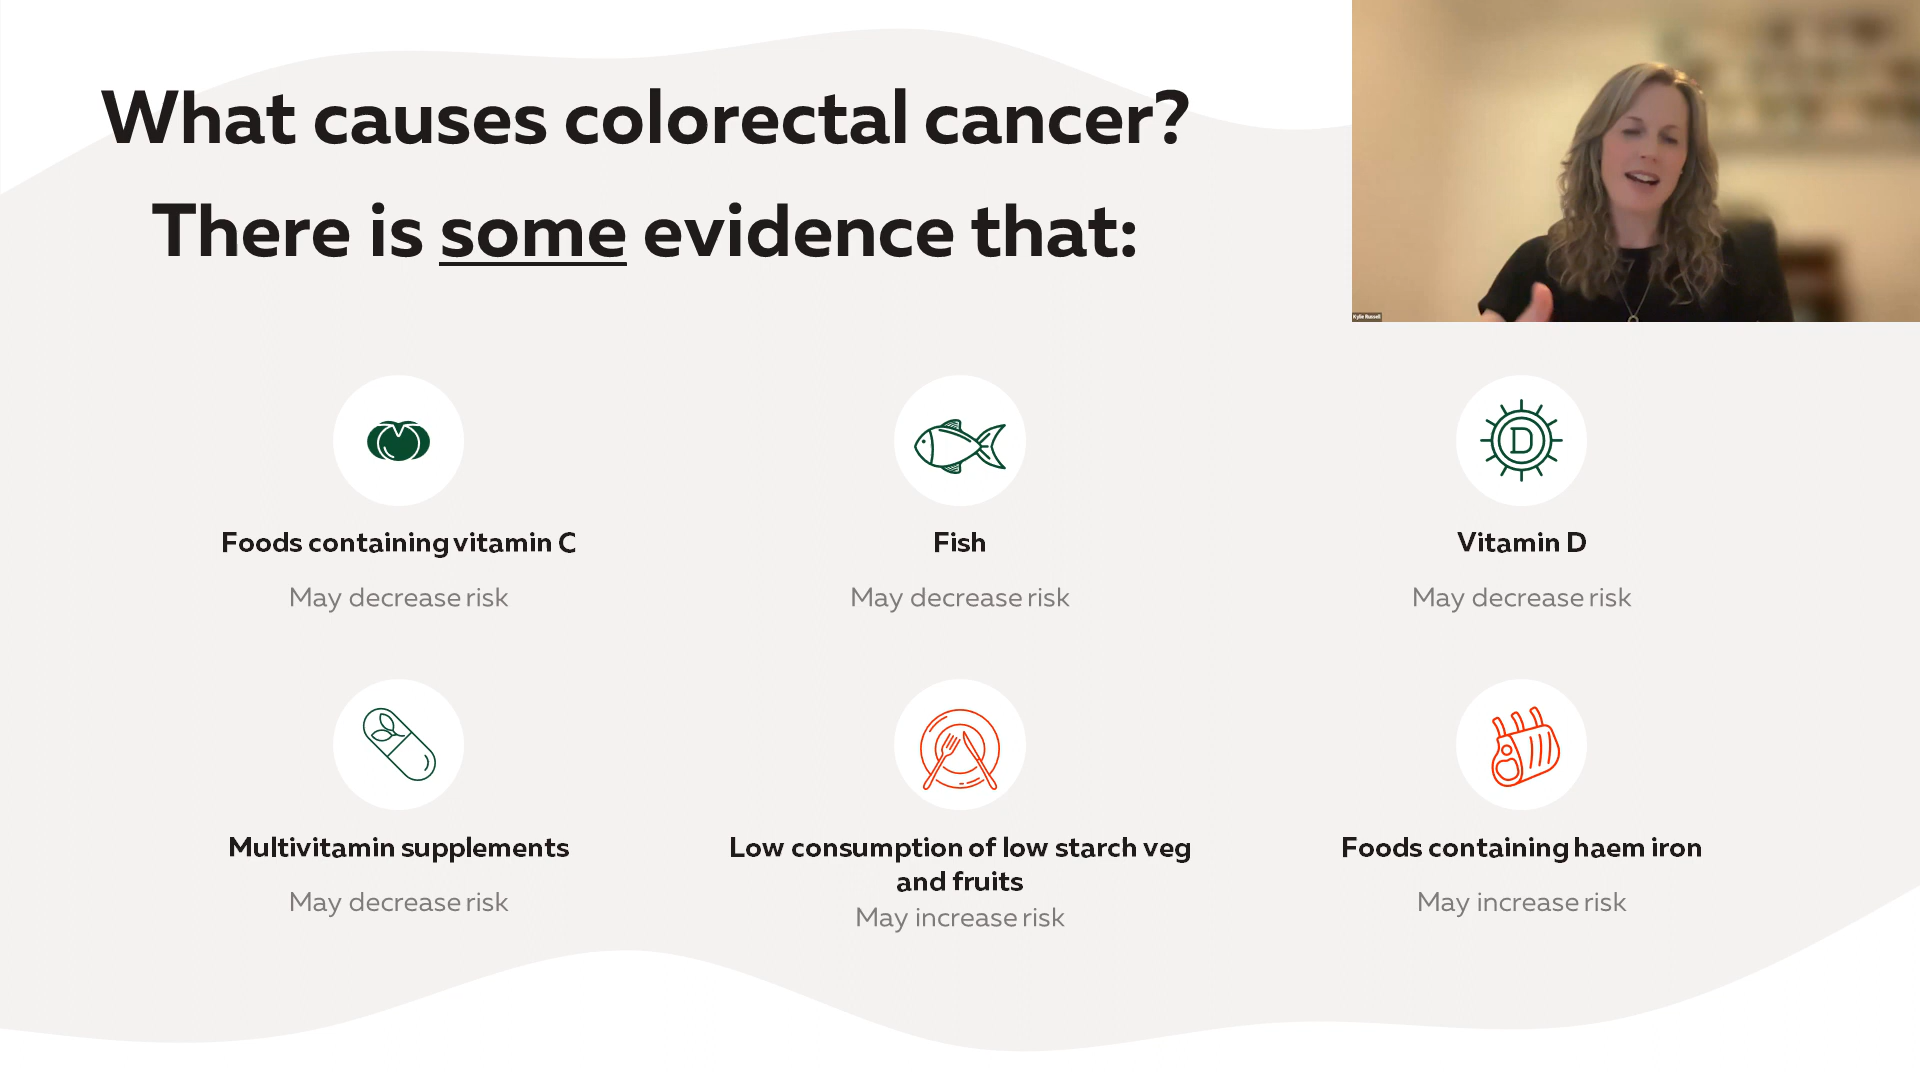 What causes colorectal cancer?
There is some evidence that:
Kylie Russell
Foods containing vitamin C
May decrease risk
Fish
May decrease risk
D
Vitamin D
May decrease risk
Multivitamin supplements
May decrease risk
Low consumption of low starch veg
and fruits
May increase risk
Foods containing haem iron
May increase risk